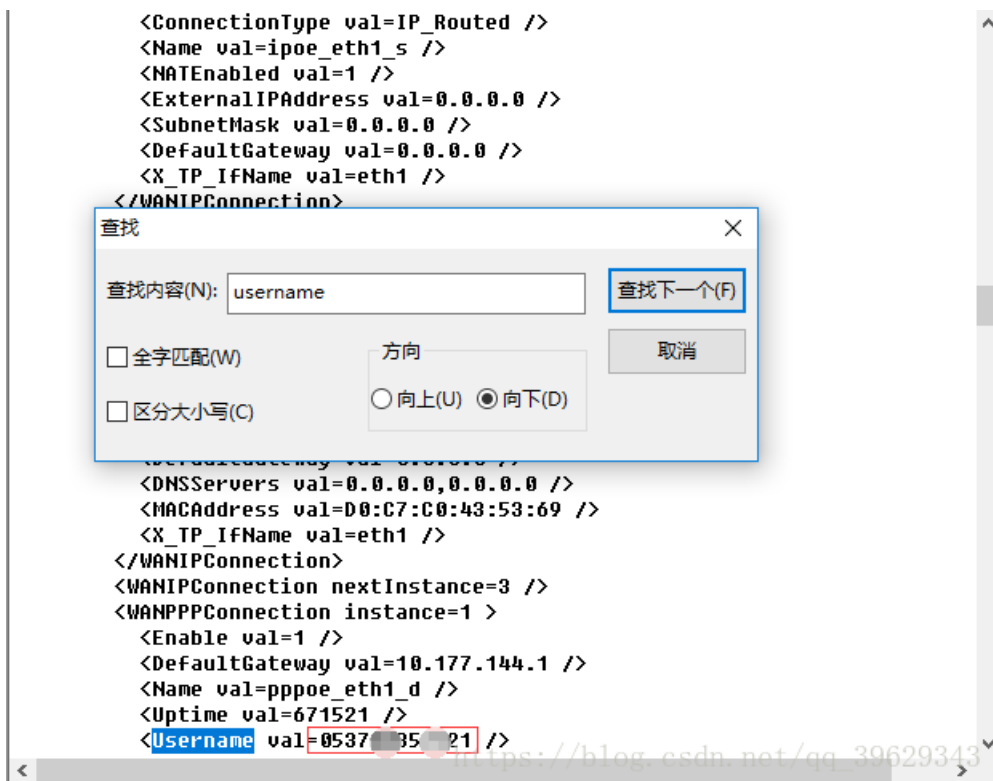 <ConnectionType val=IP_Routed />
<Name val=ipoe_eth1_s />
<NATEnabled val=1 />
<ExternalIPAddress val=0.0.0.0 />
<SubnetMask val=0.0.0.0 />
<DefaultGateway val=0.0.0.0 />
<X_TP_IfName val=eth1 />
</WANIPConnection>
查找
查找内容(N): username 查找下一个(F)
全字匹配(W) 方向 取消
区分大小写(C) 向上(U) 向下(D)
<DNSServers val=0.0.0.0,0.0.0.0 />
<MACAddress val=D0:C7:C0:43:53:69 />
<X_TP_IfName val=eth1 />
</WANIPConnection>
<WANIPConnection nextInstance=3 />
<WANPPPConnection instance=1 >
<Enable val=1 />
<DefaultGateway val=10.177.144.1 />
<Name val=pppoe_eth1_d />
<Uptime val=671521 />
<Username val=0537 35 21 />
https://blog.csdn.net/qq_39629343